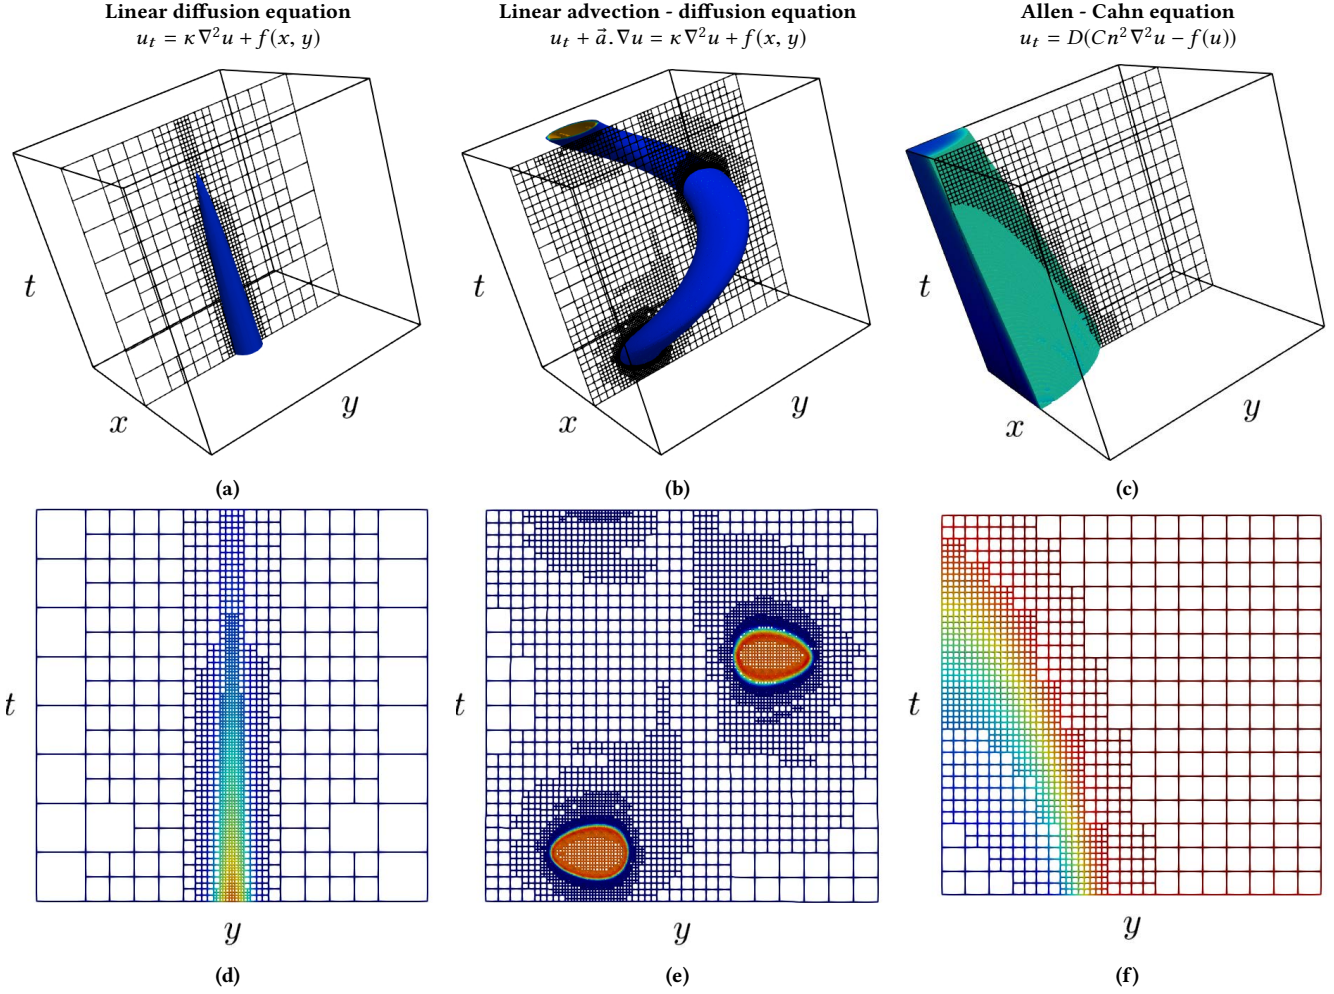 Linear diffusion equation
u_t = κ∇²u + f(x, y)
Linear advection - diffusion equation
u_t + a⃗.∇u = κ∇²u + f(x, y)
Allen - Cahn equation
u_t = D(Cn²∇²u − f(u))
t
x
y
t
x
y
t
x
y
(a)
(b)
(c)
t
y
t
y
t
y
(d)
(e)
(f)